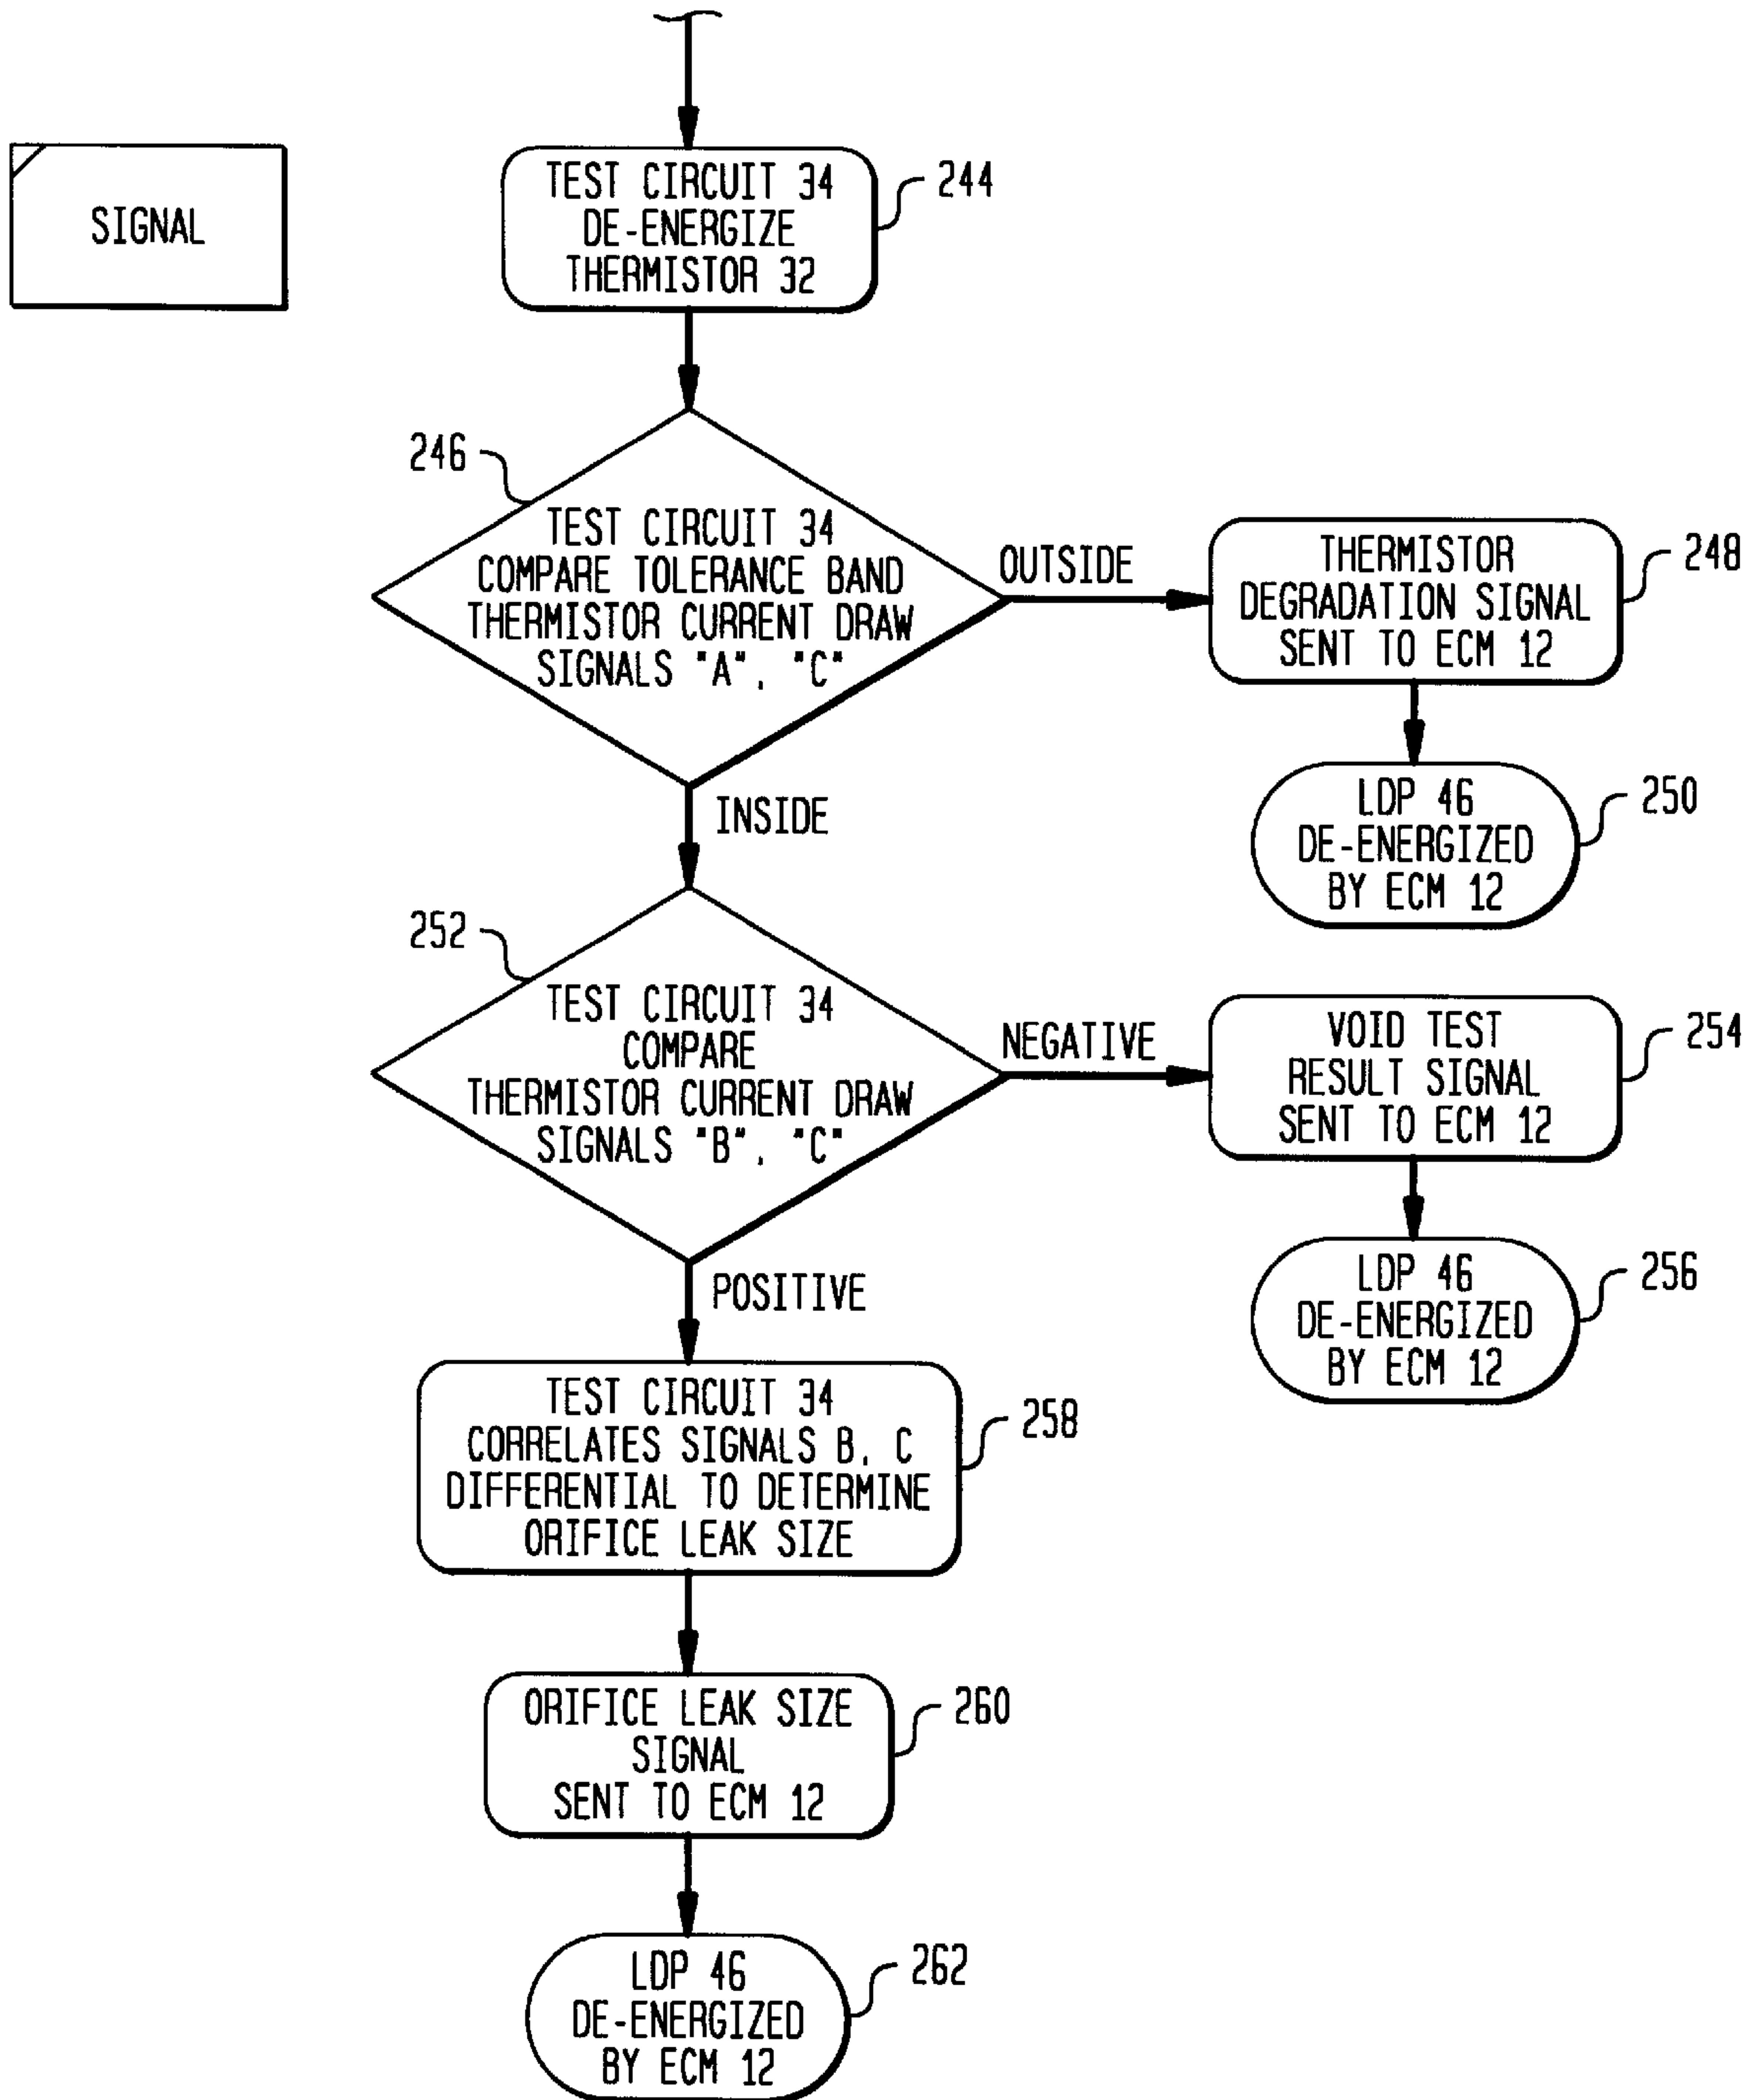 SIGNAL
TEST CIRCUIT 34
DE-ENERGIZE
THERMISTOR 32
244
246
TEST CIRCUIT 34
COMPARE TOLERANCE BAND
THERMISTOR CURRENT DRAW
SIGNALS "A", "C"
OUTSIDE
THERMISTOR
DEGRADATION SIGNAL
SENT TO ECM 12
248
LDP 46
DE-ENERGIZED
BY ECM 12
250
INSIDE
252
TEST CIRCUIT 34
COMPARE
THERMISTOR CURRENT DRAW
SIGNALS "B", "C"
NEGATIVE
VOID TEST
RESULT SIGNAL
SENT TO ECM 12
254
LDP 46
DE-ENERGIZED
BY ECM 12
256
POSITIVE
TEST CIRCUIT 34
CORRELATES SIGNALS B, C
DIFFERENTIAL TO DETERMINE
ORIFICE LEAK SIZE
258
ORIFICE LEAK SIZE
SIGNAL
SENT TO ECM 12
260
LDP 46
DE-ENERGIZED
BY ECM 12
262